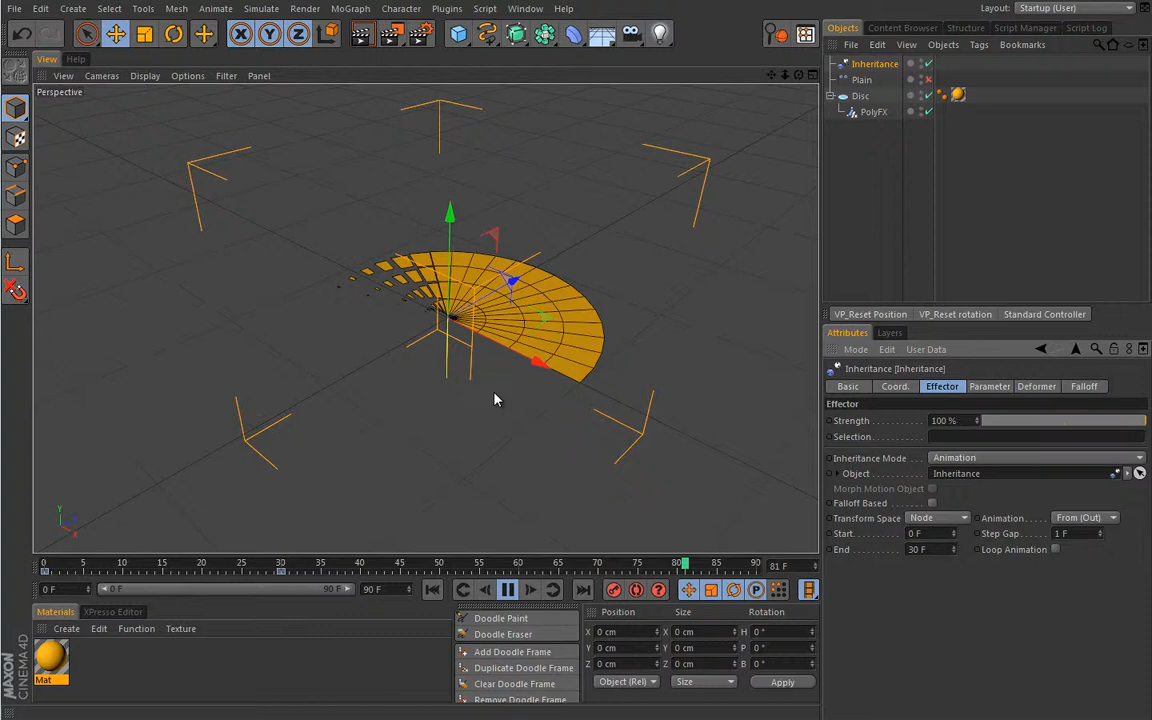 File Edit Create Select Tools Mesh Animate Simulate Render MoGraph Character Plugins Script Window Help Layout: Startup (User)
Objects Content Browser Structure Script Manager Script Log
File Edit View Objects Tags Bookmarks
View Help
View Cameras Display Options Filter Panel
Perspective
Inheritance
Plain
Disc
PolyFX
VP_Reset Position VP_Reset rotation Standard Controller
Attributes Layers
Mode Edit User Data
Inheritance [Inheritance]
Basic Coord. Effector Parameter Deformer Falloff
Effector
Strength 100 %
Selection
Inheritance Mode Animation
Object Inheritance
Morph Motion Object
Falloff Based
Transform Space Node Animation From (Out)
Start 0 F Step Gap 1 F
End 30 F Loop Animation
Y
Z
X
0 5 10 15 20 25 30 35 40 45 50 55 60 65 70 75 80 85 90 81 F
0 F 0 F 90 F 90 F
Materials XPresso Editor
Create Edit Function Texture
Mat
Doodle Paint
Doodle Eraser
Add Doodle Frame
Duplicate Doodle Frame
Clear Doodle Frame
Remove Doodle Frame
Position Size Rotation
X 0 cm X 0 cm H 0 °
Y 0 cm Y 0 cm P 0 °
Z 0 cm Z 0 cm B 0 °
Object (Rel) Size Apply
MAXON CINEMA4D